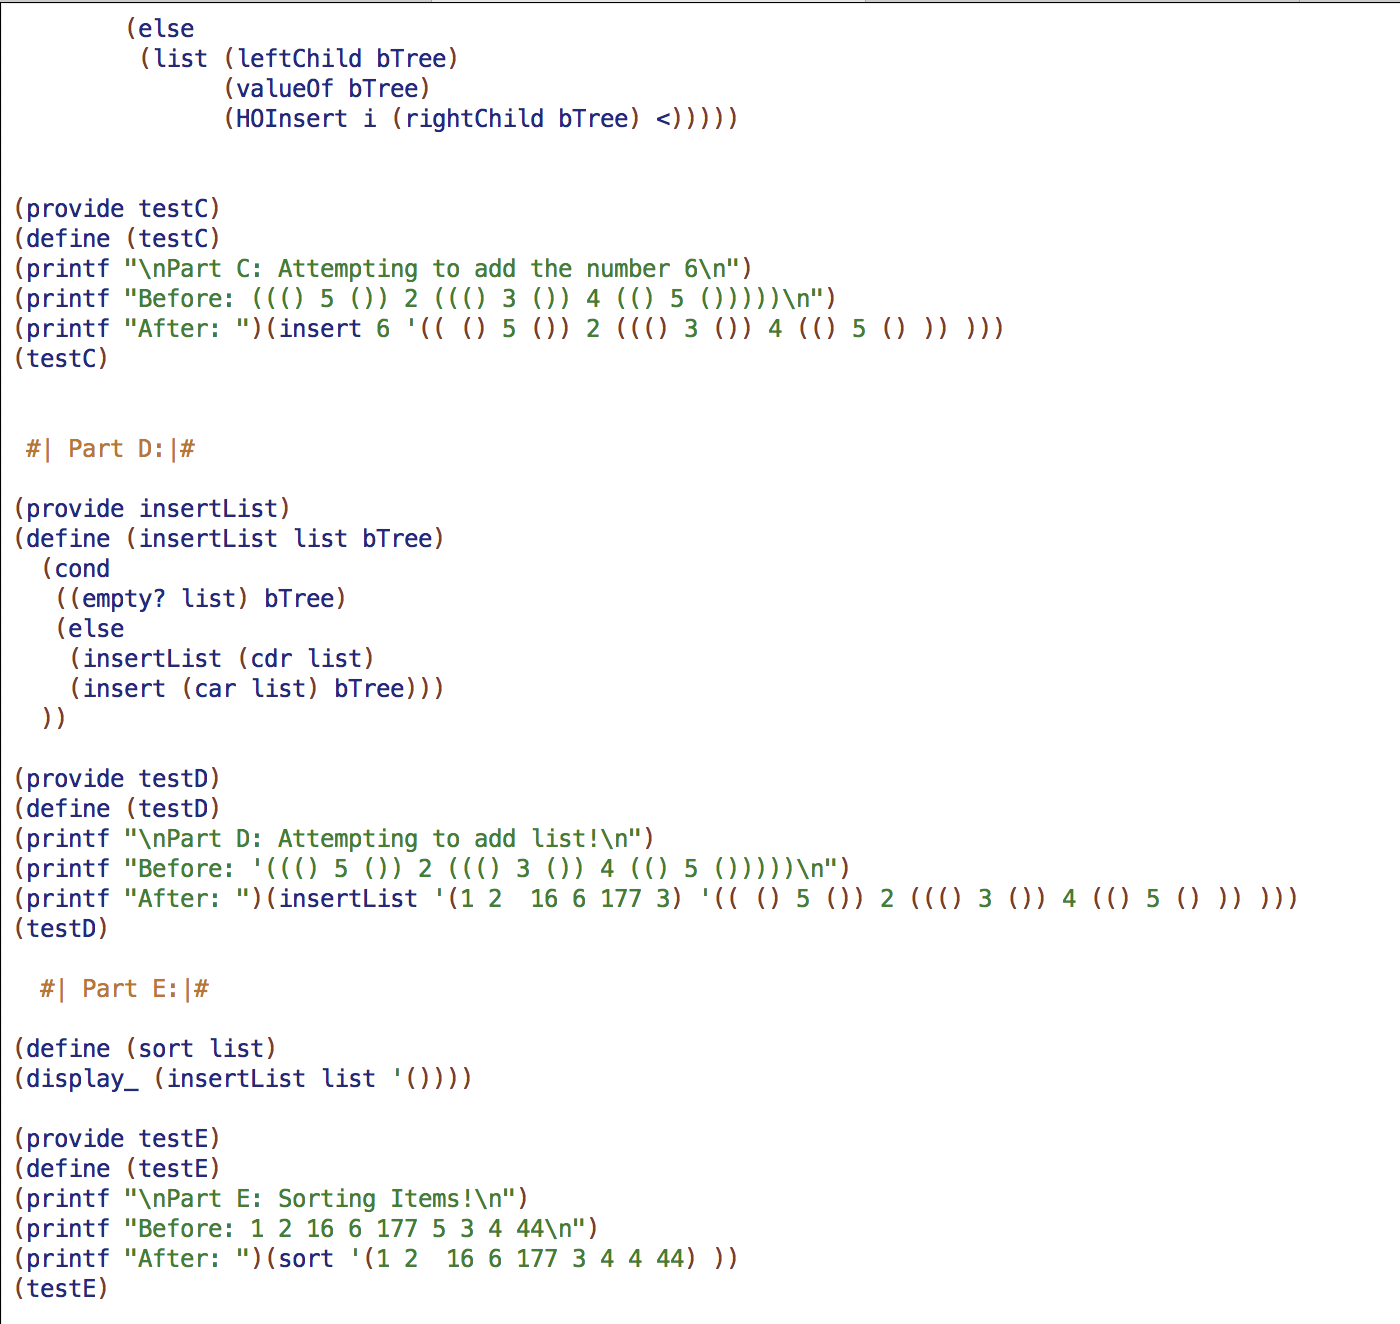 (else
(list (leftChild bTree)
(valueOf bTree)
(HOInsert i (rightChild bTree) <)))))
(provide testC)
(define (testC)
(printf "\nPart C: Attempting to add the number 6\n")
(printf "Before: ((() 5 ()) 2 ((() 3 ()) 4 (() 5 ()))))\n")
(printf "After: ")(insert 6 '(( () 5 ()) 2 ((() 3 ()) 4 (() 5 () )) )))
(testC)
#| Part D:|#
(provide insertList)
(define (insertList list bTree)
(cond
((empty? list) bTree)
(else
(insertList (cdr list)
(insert (car list) bTree)))
))
(provide testD)
(define (testD)
(printf "\nPart D: Attempting to add list!\n")
(printf "Before: '((() 5 ()) 2 ((() 3 ()) 4 (() 5 ()))))\n")
(printf "After: ")(insertList '(1 2  16 6 177 3) '(( () 5 ()) 2 ((() 3 ()) 4 (() 5 () )) )))
(testD)
#| Part E:|#
(define (sort list)
(display_ (insertList list '())))
(provide testE)
(define (testE)
(printf "\nPart E: Sorting Items!\n")
(printf "Before: 1 2 16 6 177 5 3 4 44\n")
(printf "After: ")(sort '(1 2  16 6 177 3 4 4 44) ))
(testE)